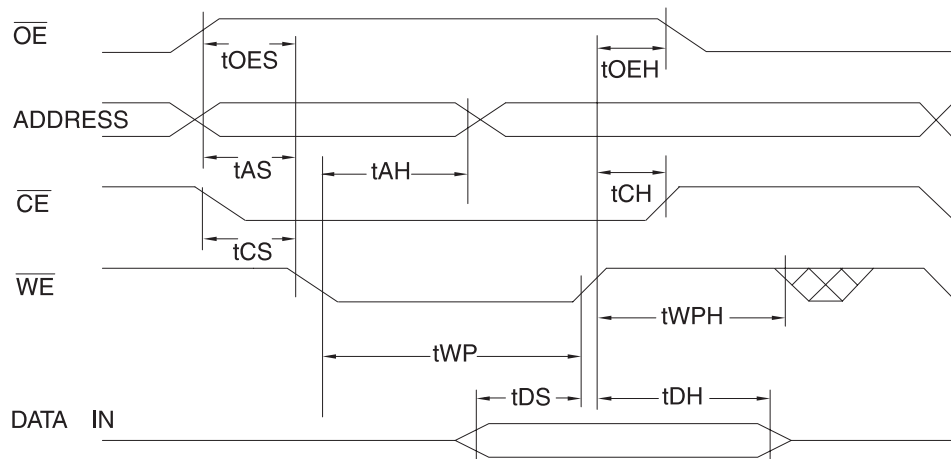 OE
tOES
tOEH
ADDRESS
tAS
tAH
tCH
CE
tCS
WE
tWPH
tWP
tDS
tDH
DATA IN